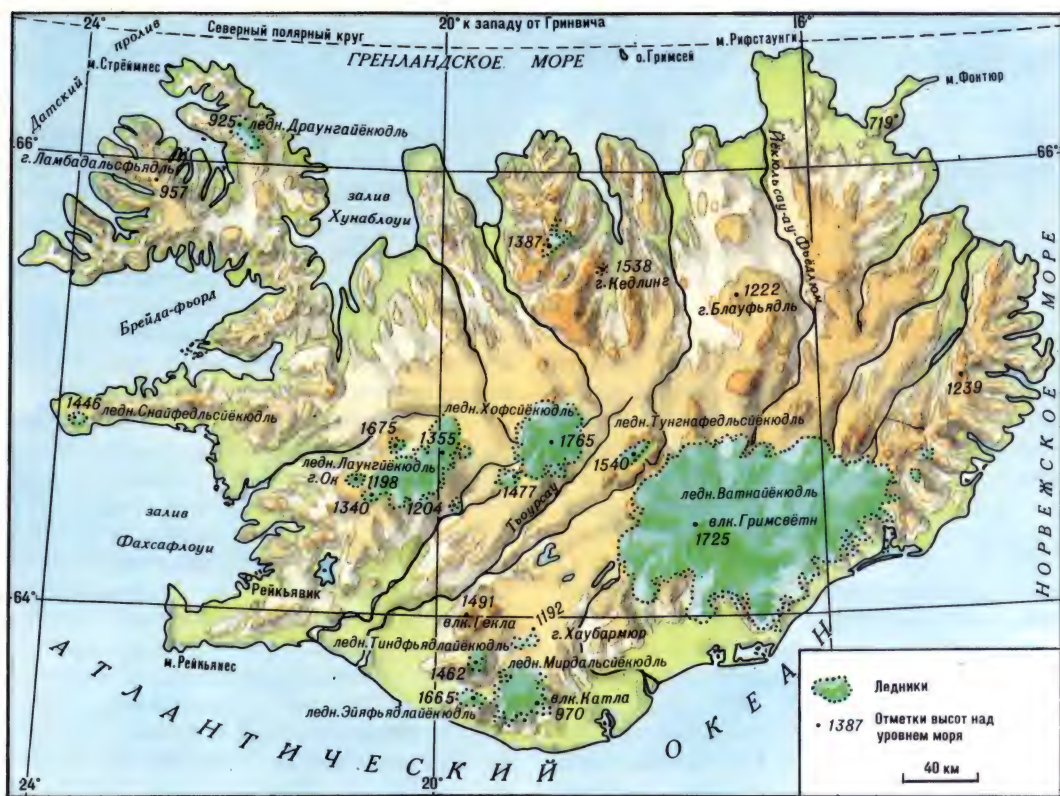 24°
20° к западу от Гринвича
16°
Северный полярный круг
м. Рифстаунги
пролив
Датский
м. Стрёймнес
ГРЕНЛАНДСКОЕ МОРЕ
о. Гримсей
м. Фонтюр
925
ледн. Драунгайёкюдль
719
66°
66°
г. Ламбадальсфьядль
957
залив
Хунаблоуи
Йёкюльсау-ау-Фьёдлюм
1387
1538
г. Кедлинг
1222
г. Блауфьядль
Брейда-фьорд
НОРВЕЖСКОЕ МОРЕ
1239
1446
ледн. Снайфедльсйёкюдль
ледн. Хофсйёкюдль
ледн. Тунгнафедльсйёкюдль
1675
1355
1765
1540
ледн. Лаунгйёкюдль
г. Ок
1198
1340
1204
1477
Тьоурсау
ледн. Ватнайёкюдль
влк. Гримсвётн
1725
залив
Фахсафлоуи
Рейкьявик
64°
1491
влк. Гекла
1192
г. Хаубармюр
ледн. Тиндфьядлайёкюдль
м. Рейкьянес
ледн. Мирдальсйёкюдль
1462
1665
влк. Катла
970
ледн. Эйяфьядлайёкюдль
АТЛАНТИЧЕСКИЙ ОКЕАН
24°
20°
Ледники
1387
Отметки высот над
уровнем моря
40 км